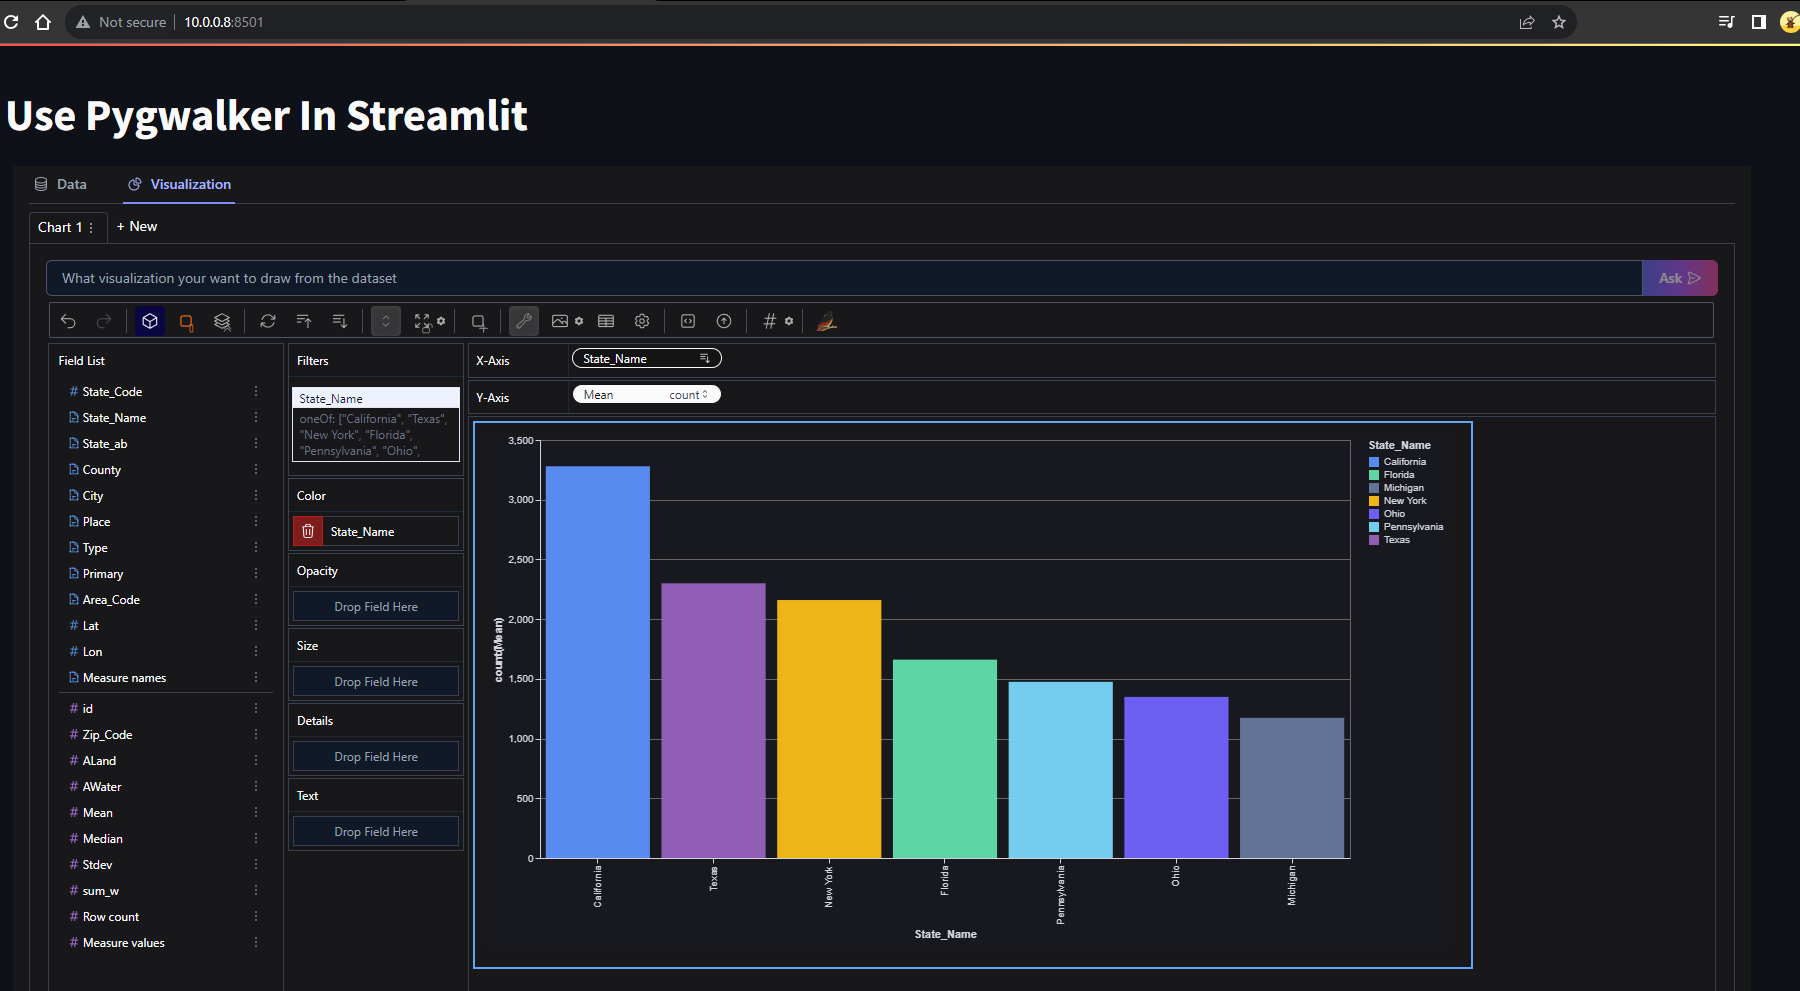 Not secure | 10.0.0.8:8501
Use Pygwalker In Streamlit
Data
Visualization
Chart 1
+ New
What visualization your want to draw from the dataset
Ask
Field List
# State_Code
State_Name
State_ab
County
City
Place
Type
Primary
Area_Code
# Lat
# Lon
Measure names
# id
# Zip_Code
# ALand
# AWater
# Mean
# Median
# Stdev
# sum_w
# Row count
# Measure values
Filters
State_Name
oneOf: ["California", "Texas",
"New York", "Florida",
"Pennsylvania", "Ohio",
Color
State_Name
Opacity
Drop Field Here
Size
Drop Field Here
Details
Drop Field Here
Text
Drop Field Here
X-Axis
State_Name
Y-Axis
Mean count
3,500
3,000
2,500
2,000
1,500
1,000
500
0
count(Mean)
California
Texas
New York
Florida
Pennsylvania
Ohio
Michigan
State_Name
State_Name
California
Florida
Michigan
New York
Ohio
Pennsylvania
Texas